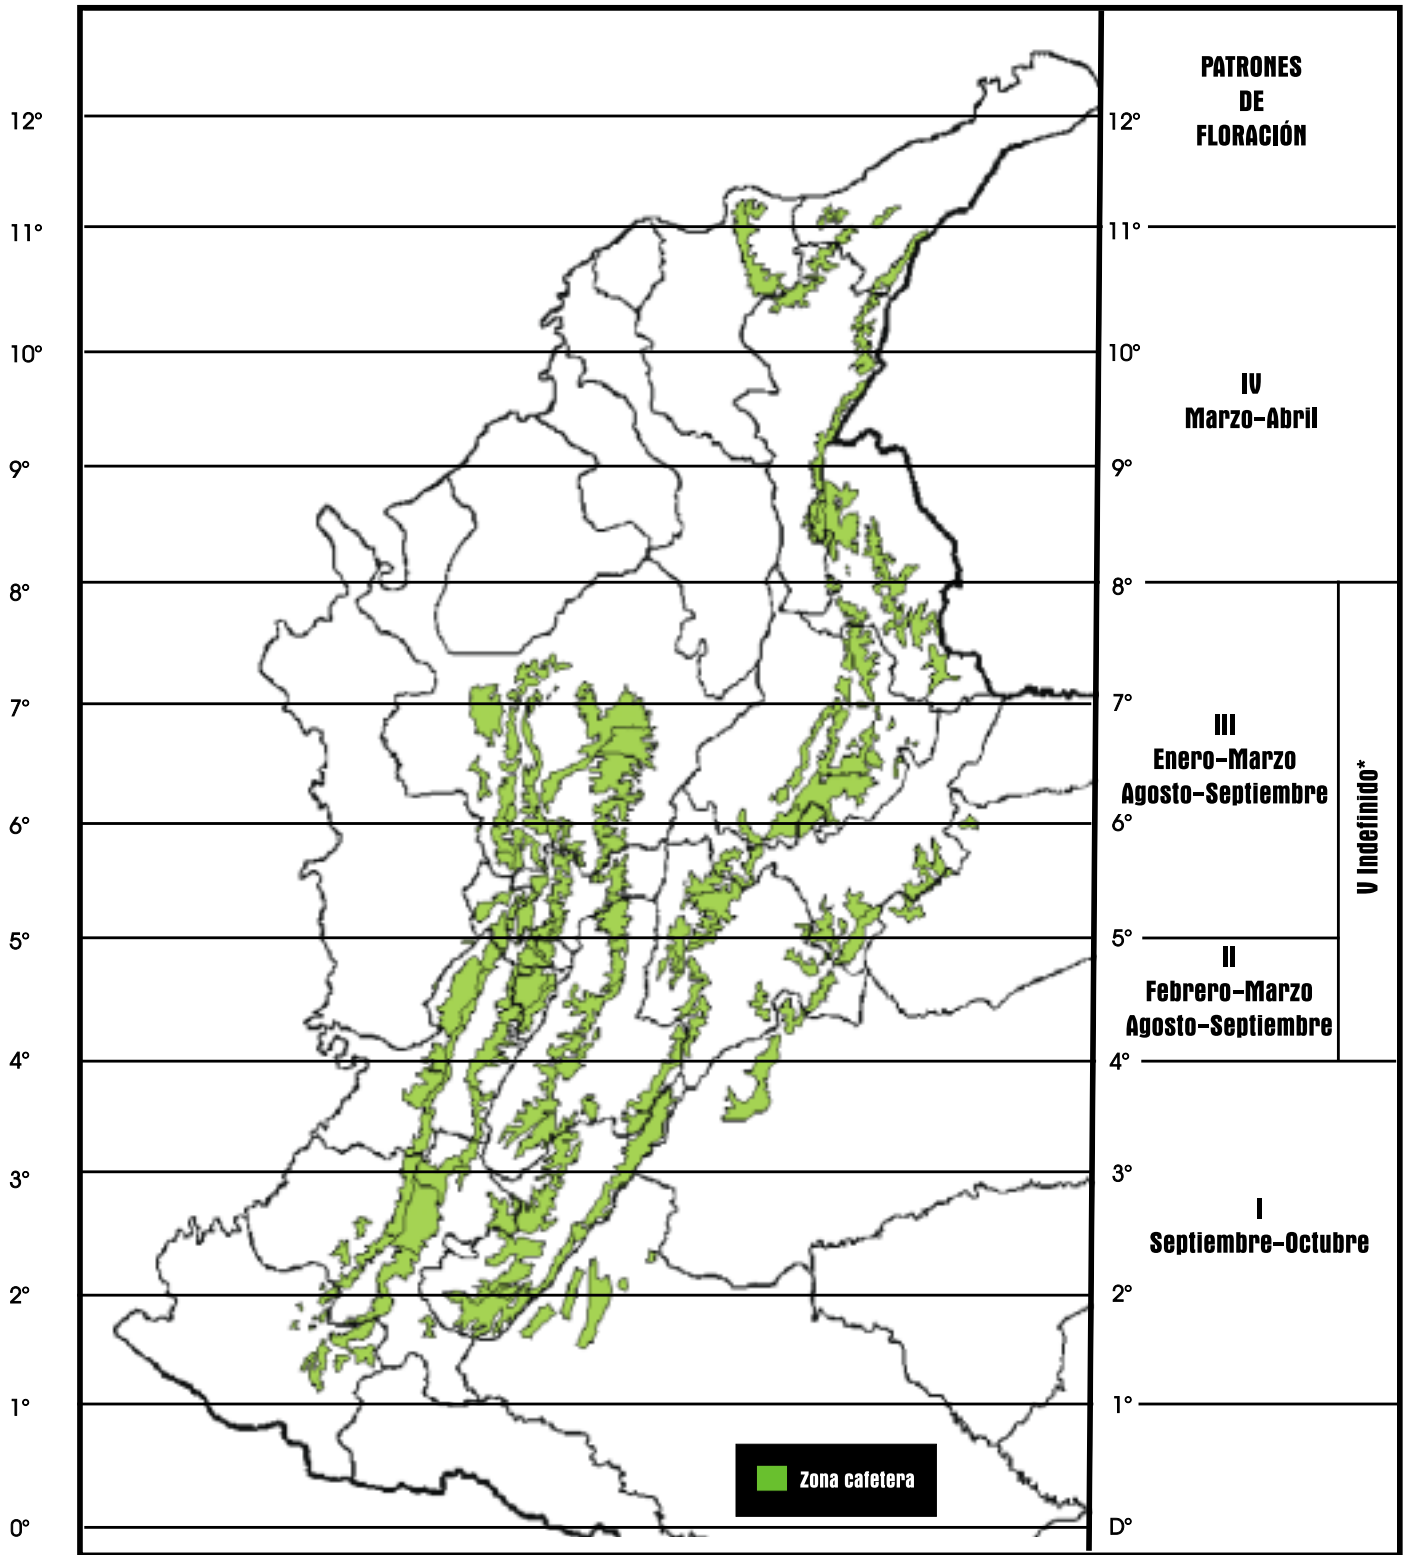 PATRONES
DE
FLORACIÓN
12°
12°
11°
11°
10°
10°
IV
Marzo-Abril
9°
9°
8°
8°
7°
7°
III
Enero-Marzo
Agosto-Septiembre
V Indefinido*
6°
6°
5°
5°
II
Febrero-Marzo
Agosto-Septiembre
4°
4°
3°
3°
I
Septiembre-Octubre
2°
2°
1°
1°
Zona cafetera
0°
D°